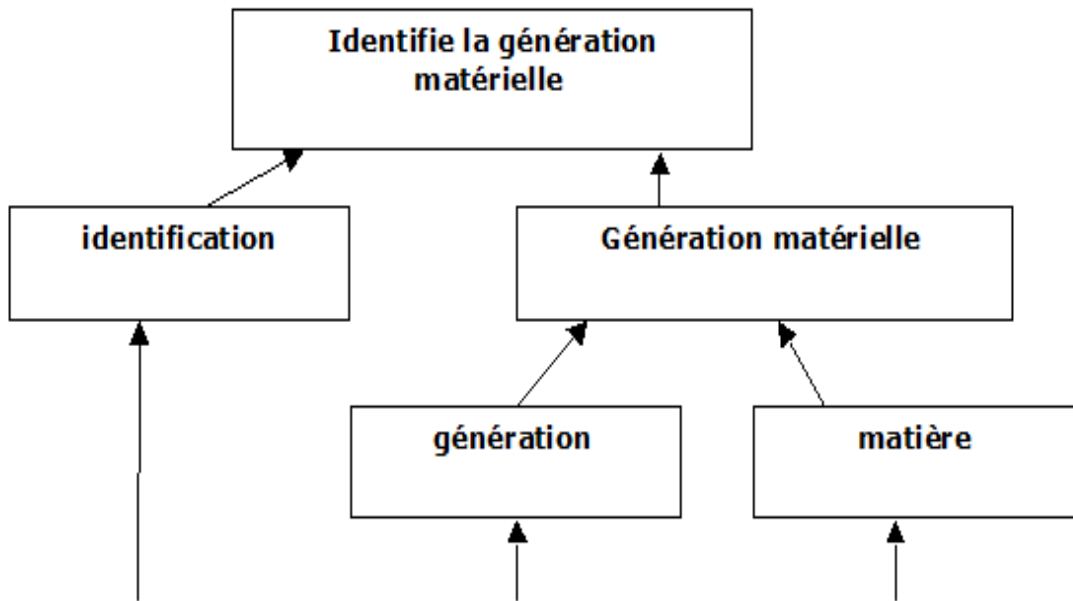 Identifie la génération
matérielle
identification
Génération matérielle
génération
matière